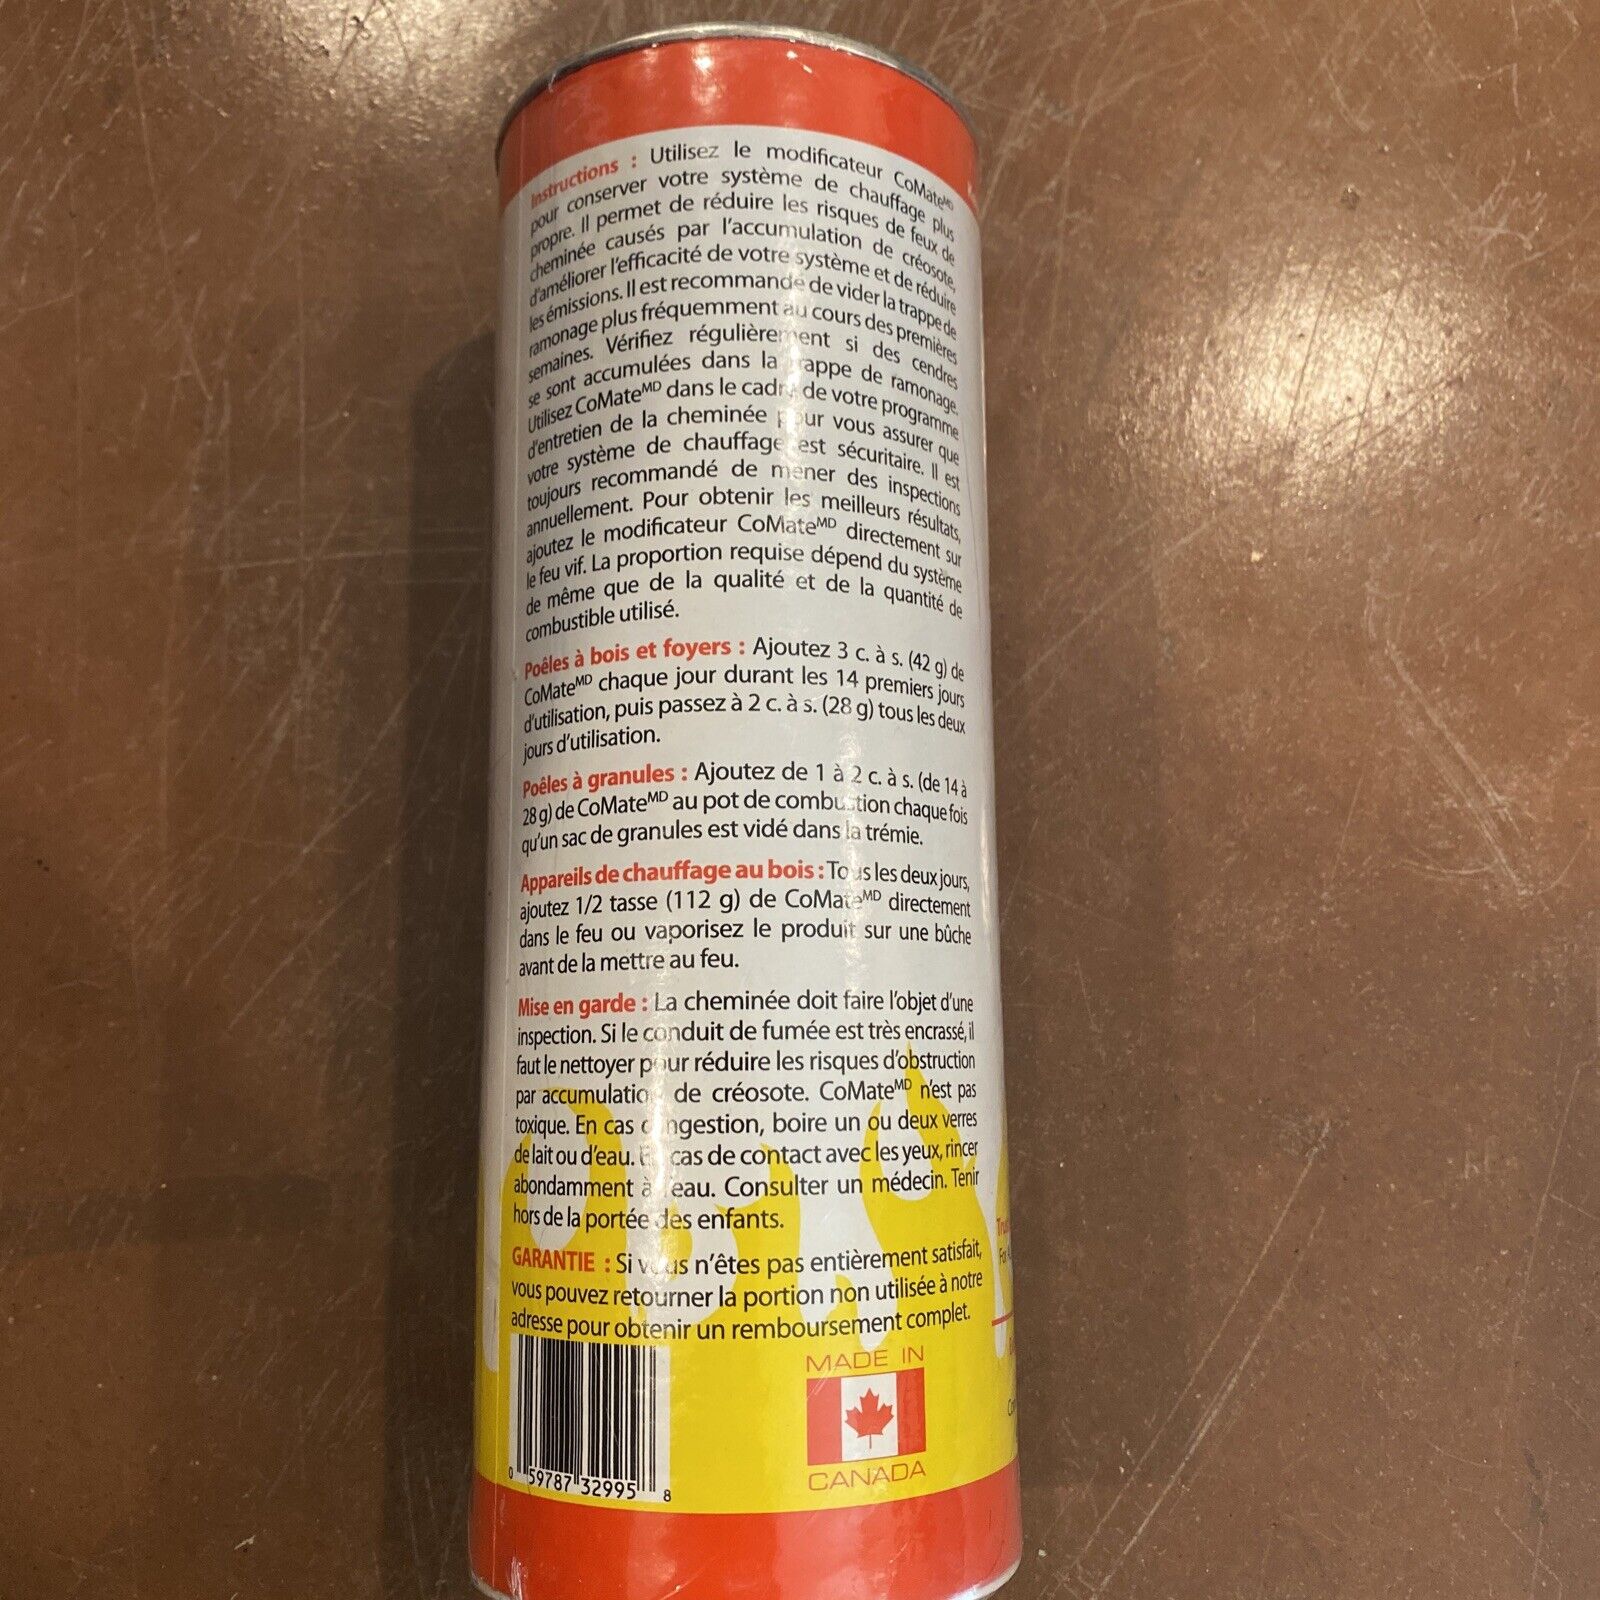 Instructions : Utilisez le modificateur CoMateMD
pour conserver votre système de chauffage plus
propre. Il permet de réduire les risques de feux de
cheminée causés par l'accumulation de créosote,
d'améliorer l'efficacité de votre système et de réduire
les émissions. Il est recommandé de vider la trappe de
ramonage plus fréquemment au cours des premières
semaines. Vérifiez régulièrement si des cendres
se sont accumulées dans la trappe de ramonage.
Utilisez CoMateMD dans le cadre de votre programme
d'entretien de la cheminée pour vous assurer que
votre système de chauffage est sécuritaire. Il est
toujours recommandé de mener des inspections
annuellement. Pour obtenir les meilleurs résultats,
ajoutez le modificateur CoMateMD directement sur
le feu vif. La proportion requise dépend du système
de même que de la qualité et de la quantité de
combustible utilisé.
Poêles à bois et foyers : Ajoutez 3 c. à s. (42 g) de
CoMateMD chaque jour durant les 14 premiers jours
d'utilisation, puis passez à 2 c. à s. (28 g) tous les deux
jours d'utilisation.
Poêles à granules : Ajoutez de 1 à 2 c. à s. (de 14 à
28 g) de CoMateMD au pot de combustion chaque fois
qu'un sac de granules est vidé dans la trémie.
Appareils de chauffage au bois : Tous les deux jours,
ajoutez 1/2 tasse (112 g) de CoMateMD directement
dans le feu ou vaporisez le produit sur une bûche
avant de la mettre au feu.
Mise en garde : La cheminée doit faire l'objet d'une
inspection. Si le conduit de fumée est très encrassé, il
faut le nettoyer pour réduire les risques d'obstruction
par accumulation de créosote. CoMateMD n'est pas
toxique. En cas d'ingestion, boire un ou deux verres
de lait ou d'eau. En cas de contact avec les yeux, rincer
abondamment à l'eau. Consulter un médecin. Tenir
hors de la portée des enfants.
GARANTIE : Si vous n'êtes pas entièrement satisfait,
vous pouvez retourner la portion non utilisée à notre
adresse pour obtenir un remboursement complet.
MADE IN
CANADA
0 59787 32995 8